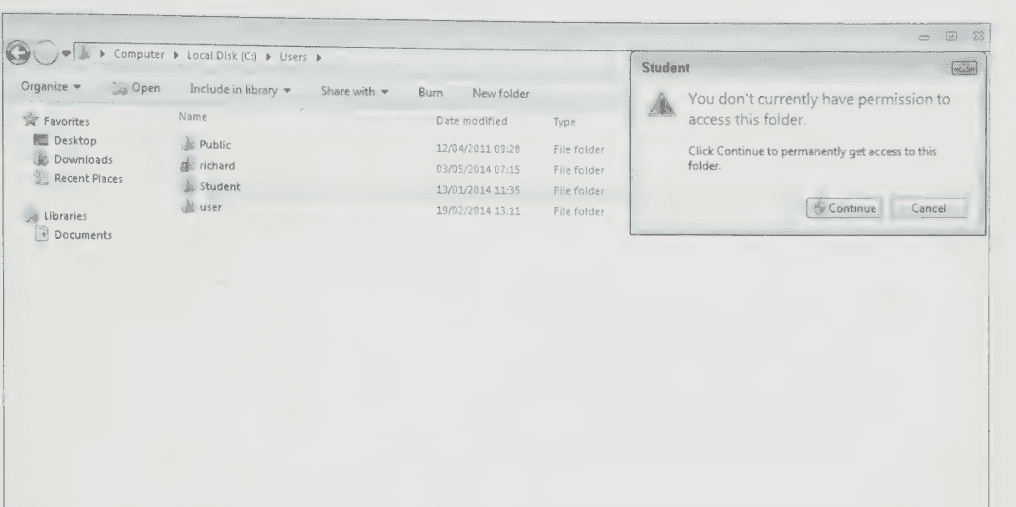 Computer Local Disk (C:) Users
Organize Open Include in library Share with Burn New folder
Favorites
Desktop
Downloads
Recent Places
Libraries
Documents
Name Date modified Type
Public 12/04/2011 09:28 File folder
richard 03/05/2014 07:15 File folder
Student 13/01/2014 11:35 File folder
user 19/02/2014 13:11 File folder
Student
You don't currently have permission to
access this folder.
Click Continue to permanently get access to this
folder.
Continue Cancel